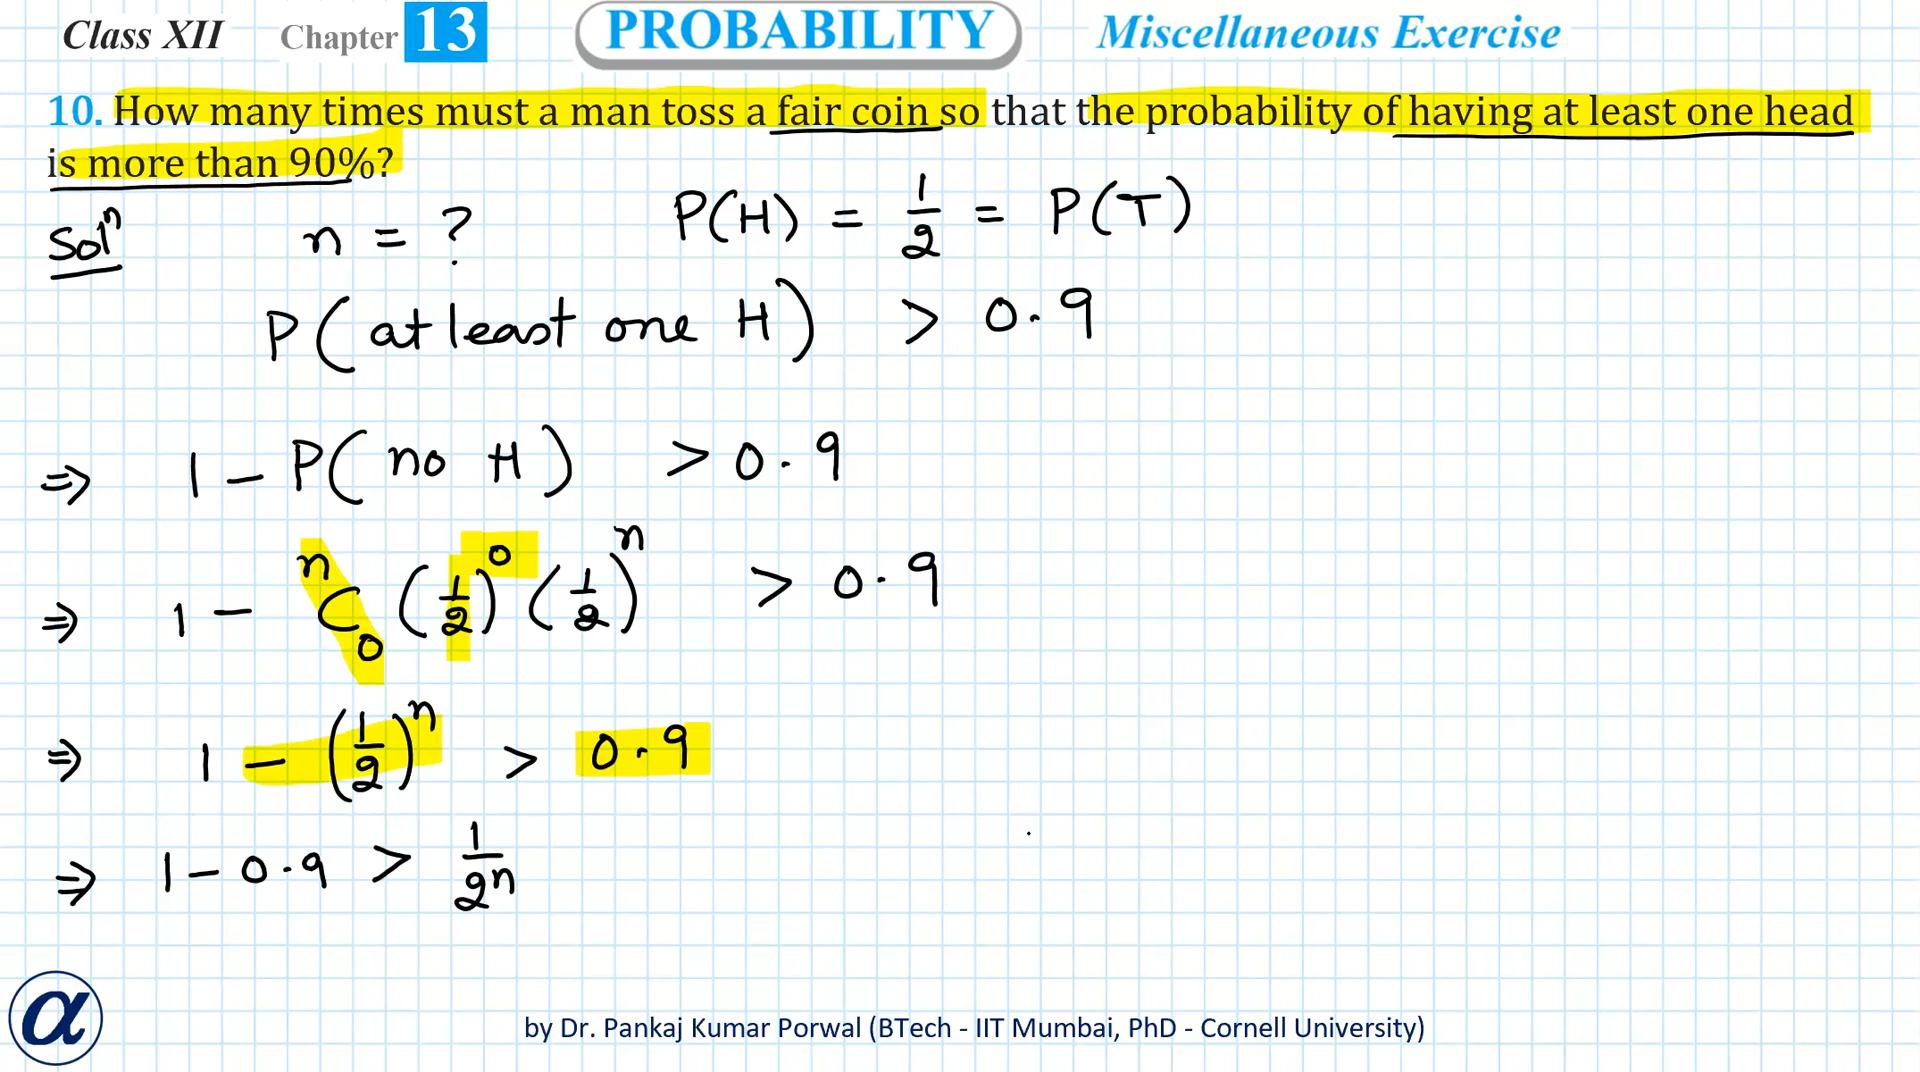 Class XII Chapter 13 PROBABILITY Miscellaneous Exercise
10. How many times must a man toss a fair coin so that the probability of having at least one head
is more than 90%?
Solⁿ n = ? P(H) = 1/2 = P(T)
P(at least one H) > 0.9
⇒ 1 - P(no H) > 0.9
⇒ 1 - ⁿC₀ (1/2)⁰ (1/2)ⁿ > 0.9
⇒ 1 - (1/2)ⁿ > 0.9
⇒ 1 - 0.9 > 1/2ⁿ
α
by Dr. Pankaj Kumar Porwal (BTech - IIT Mumbai, PhD - Cornell University)